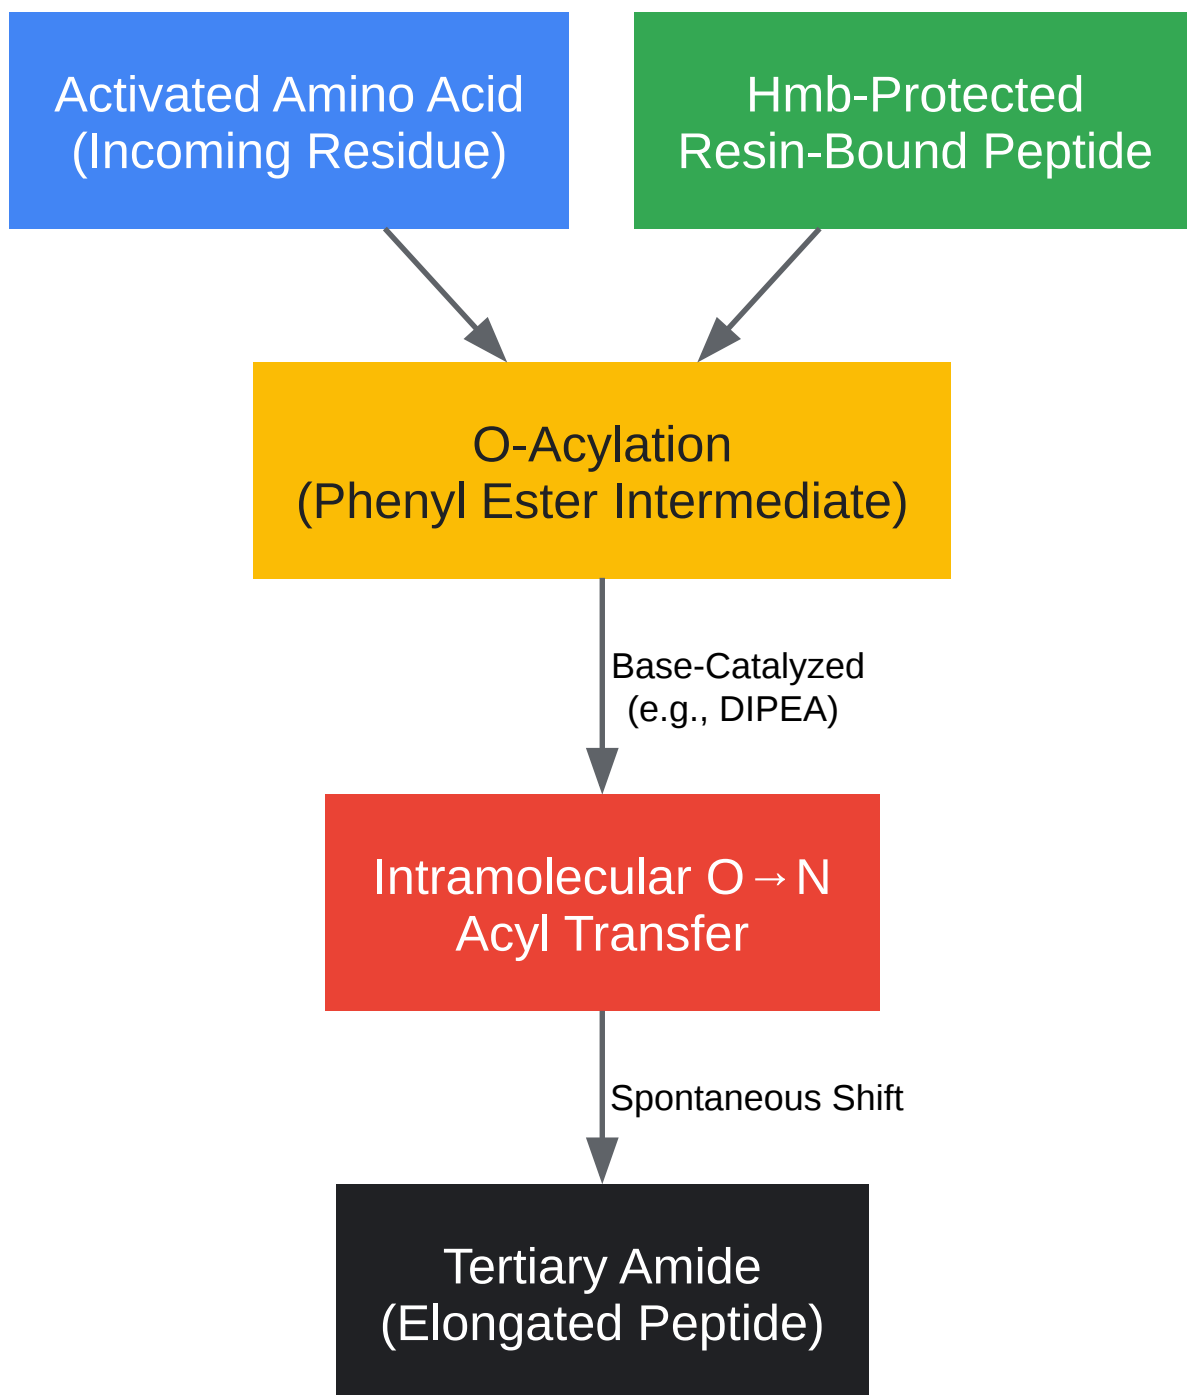 Activated Amino Acid
(Incoming Residue)
Hmb-Protected
Resin-Bound Peptide
O-Acylation
(Phenyl Ester Intermediate)
Base-Catalyzed
(e.g., DIPEA)
Intramolecular O→N
Acyl Transfer
Spontaneous Shift
Tertiary Amide
(Elongated Peptide)